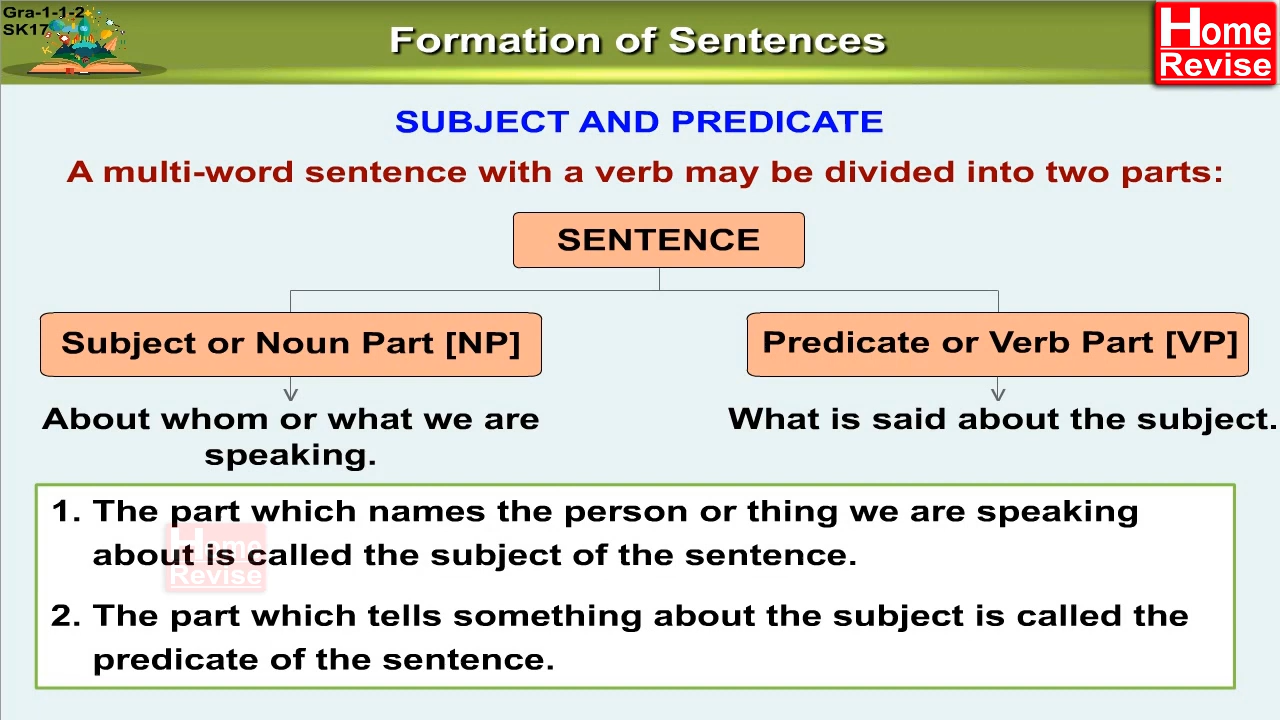 Gra-1-1-2
SK17
Formation of Sentences
Home
Revise
SUBJECT AND PREDICATE
A multi-word sentence with a verb may be divided into two parts:
SENTENCE
Subject or Noun Part [NP]
Predicate or Verb Part [VP]
About whom or what we are
speaking.
What is said about the subject.
1. The part which names the person or thing we are speaking
about is called the subject of the sentence.
Home
Revise
2. The part which tells something about the subject is called the
predicate of the sentence.